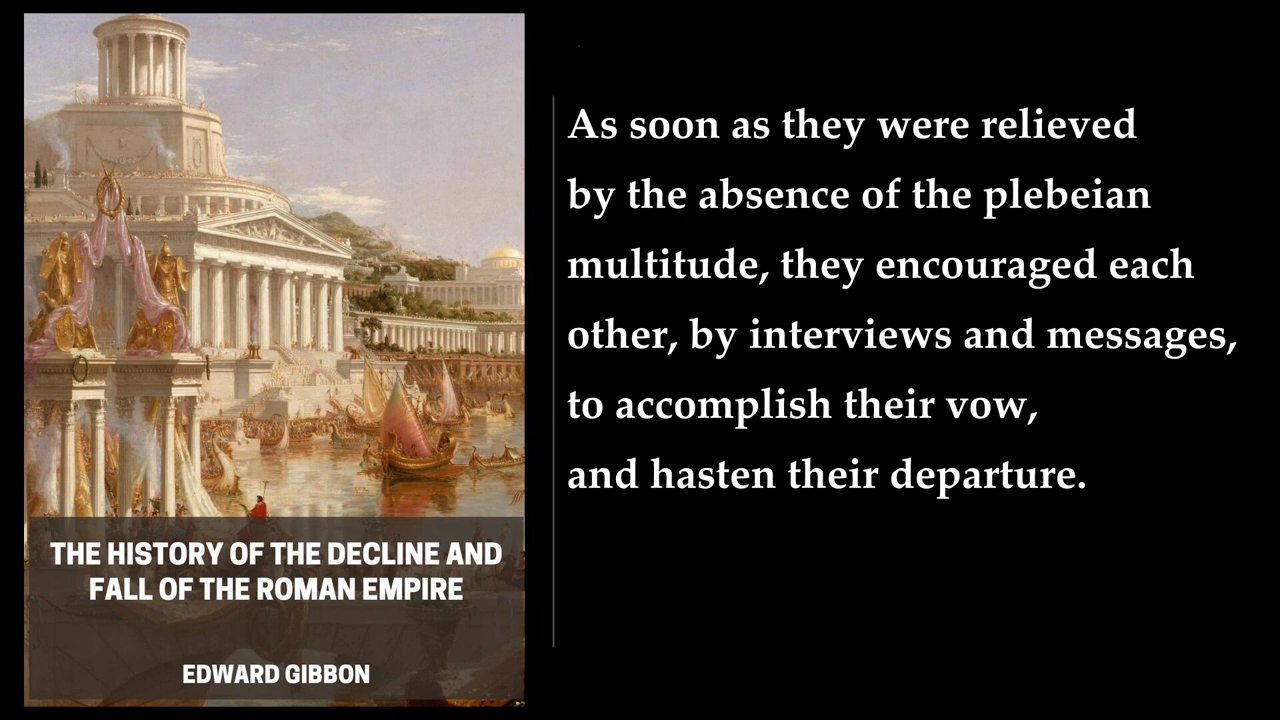 THE HISTORY OF THE DECLINE AND
FALL OF THE ROMAN EMPIRE
EDWARD GIBBON
As soon as they were relieved
by the absence of the plebeian
multitude, they encouraged each
other, by interviews and messages,
to accomplish their vow,
and hasten their departure.